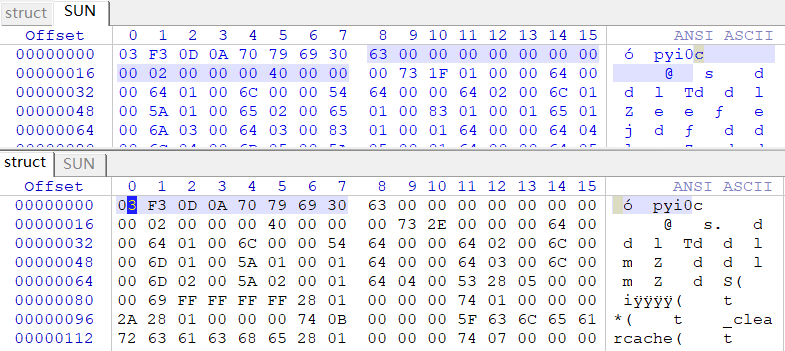 struct SUN
Offset 0 1 2 3 4 5 6 7 8 9 10 11 12 13 14 15 ANSI ASCII
00000000 03 F3 0D 0A 70 79 69 30 63 00 00 00 00 00 00 00 ó pyi0c
00000016 00 02 00 00 00 40 00 00 00 73 1F 01 00 00 64 00 @ s d
00000032 00 64 01 00 6C 00 00 54 64 00 00 64 02 00 6C 01 d l Td d l
00000048 00 5A 01 00 65 02 00 65 01 00 83 01 00 01 65 01 Z e e ƒ e
00000064 00 6A 03 00 64 03 00 83 01 00 01 64 00 64 04 j d ƒ d d
struct SUN
Offset 0 1 2 3 4 5 6 7 8 9 10 11 12 13 14 15 ANSI ASCII
00000000 03 F3 0D 0A 70 79 69 30 63 00 00 00 00 00 00 00 ó pyi0c
00000016 00 02 00 00 00 40 00 00 00 73 2E 00 00 00 64 00 @ s. d
00000032 00 64 01 00 6C 00 00 54 64 00 00 64 02 00 6C 00 d l Td d l
00000048 00 6D 01 00 5A 01 00 01 64 00 00 64 03 00 6C 00 m Z d d l
00000064 00 6D 02 00 5A 02 00 01 64 04 00 53 28 05 00 00 m Z d S(
00000080 00 69 FF FF FF FF 28 01 00 00 00 74 01 00 00 00 iÿÿÿÿ( t
00000096 2A 28 01 00 00 00 74 0B 00 00 00 5F 63 6C 65 61 *( t _clea
00000112 72 63 61 63 68 65 28 01 00 00 00 74 07 00 00 00 rcache( t